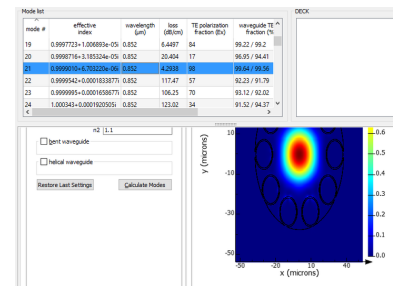 Mode list
DECK
mode # effective index wavelength (µm) loss (dB/cm) TE polarization fraction (Ex) waveguide TE fraction (%
19 0.9997723+1.006893e-05i 0.852 6.4497 84 99.22 / 99.2
20 0.9998716+3.185324e-05i 0.852 20.404 17 96.95 / 94.41
21 0.9999010+6.703220e-06i 0.852 4.2938 98 99.64 / 98.56
22 0.9999542+0.000183387 0.852 117.47 57 92.23 / 91.79
23 0.9999995+0.000165867 0.852 106.25 70 93.12 / 92.02
24 1.000343+0.0001920505i 0.852 123.02 34 91.52 / 94.37
n2 1.1
bent waveguide
helical waveguide
Restore Last Settings Calculate Modes
y (microns)
10
-10
-30
-50
-50 -30 -10 10 40
x (microns)
0.6
0.5
0.4
0.3
0.2
0.1
0.0